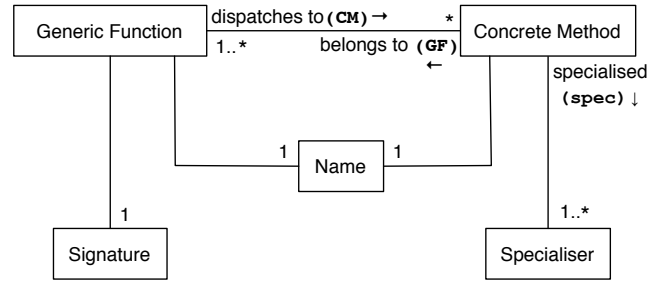 dispatches to (CM) → *
Generic Function
Concrete Method
1..* belongs to (GF)
←
specialised
(spec) ↓
1 Name 1
1 1..*
Signature Specialiser